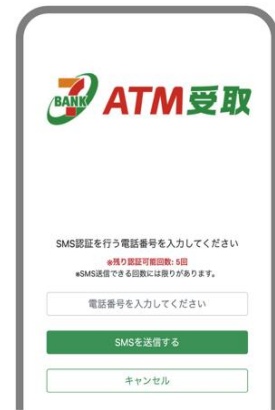 7
BANK
ATM受取
SMS認証を行う電話番号を入力してください
※残り認証可能回数: 5回
※SMS送信できる回数には限りがあります。
電話番号を入力してください
SMSを送信する
キャンセル